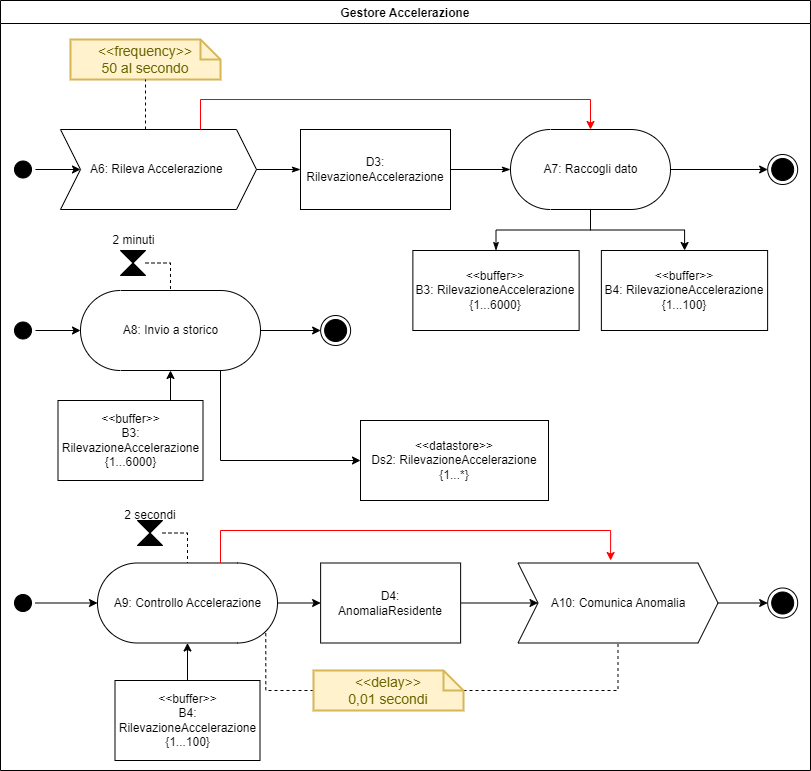 Gestore Accelerazione
<<frequency>>
50 al secondo
A6: Rileva Accelerazione
D3:
RilevazioneAccelerazione
A7: Raccogli dato
2 minuti
<<buffer>>
B3: RilevazioneAccelerazione
{1...6000}
<<buffer>>
B4: RilevazioneAccelerazione
{1...100}
A8: Invio a storico
<<buffer>>
B3:
RilevazioneAccelerazione
{1...6000}
<<datastore>>
Ds2: RilevazioneAccelerazione
{1...*}
2 secondi
A9: Controllo Accelerazione
D4:
AnomaliaResidente
A10: Comunica Anomalia
<<delay>>
0,01 secondi
<<buffer>>
B4:
RilevazioneAccelerazione
{1...100}